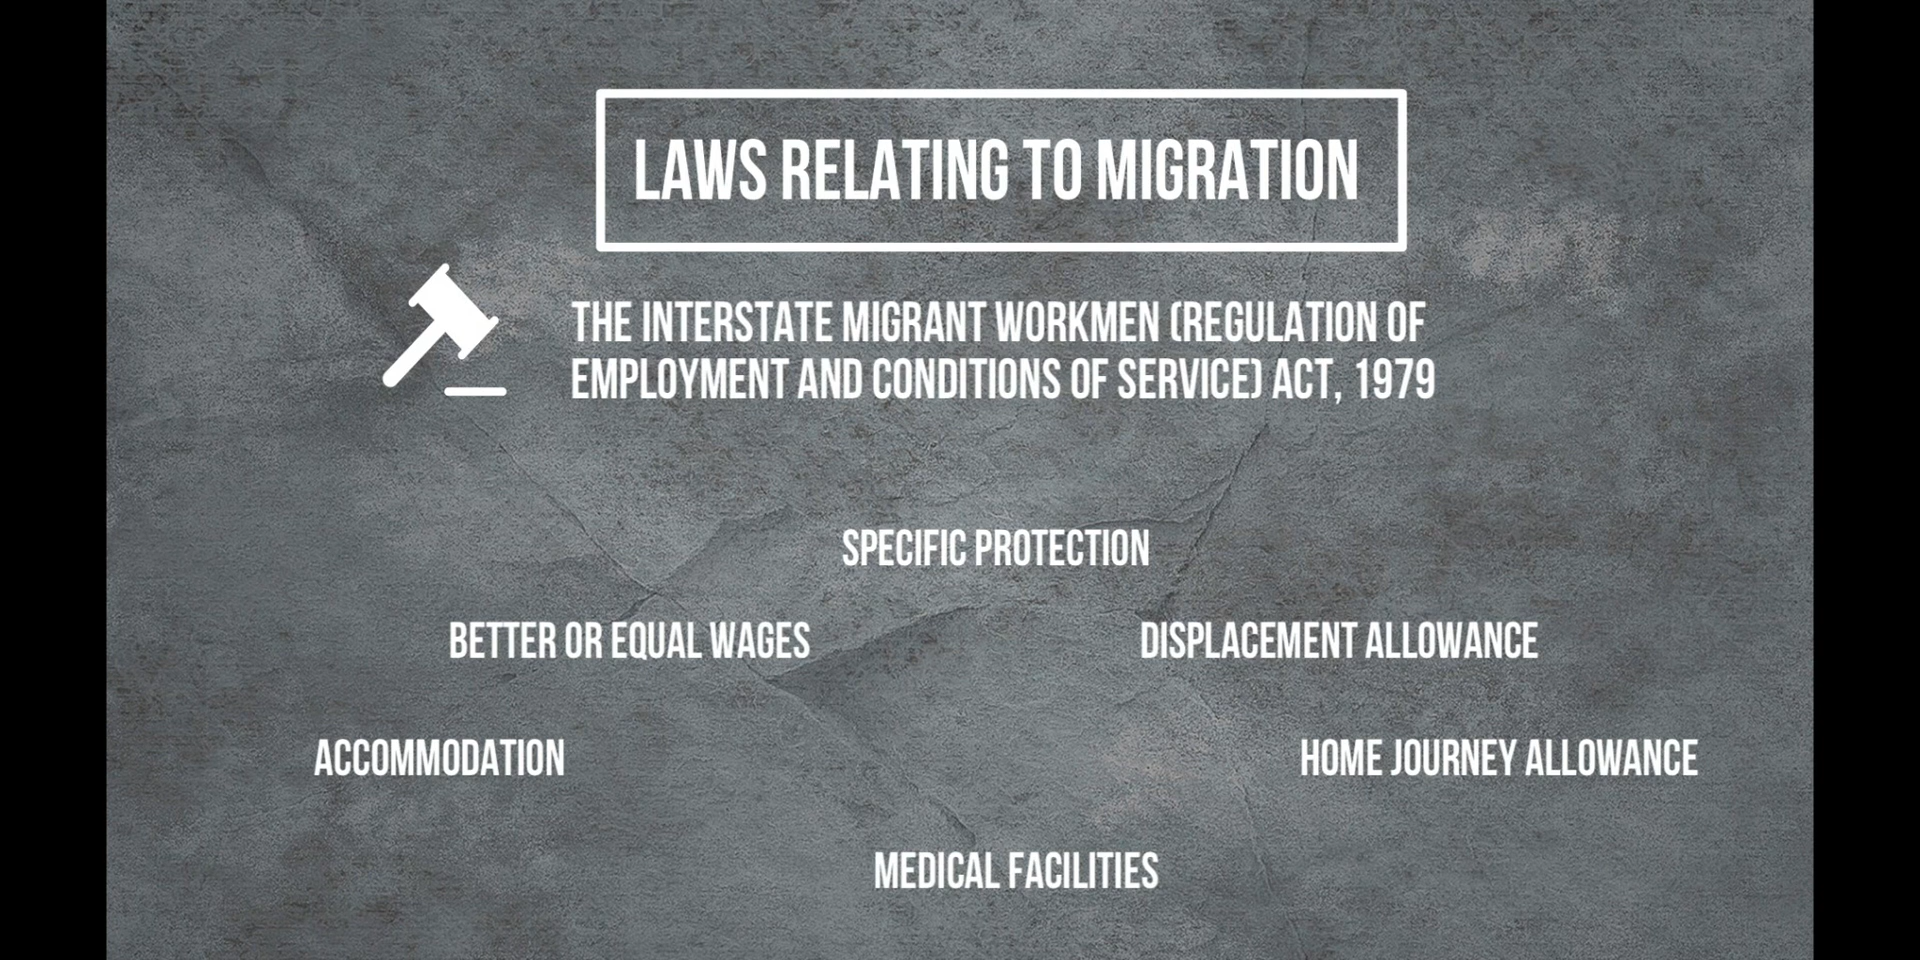 LAWS RELATING TO MIGRATION
THE INTERSTATE MIGRANT WORKMEN (REGULATION OF
EMPLOYMENT AND CONDITIONS OF SERVICE) ACT, 1979
SPECIFIC PROTECTION
BETTER OR EQUAL WAGES
DISPLACEMENT ALLOWANCE
ACCOMMODATION
HOME JOURNEY ALLOWANCE
MEDICAL FACILITIES